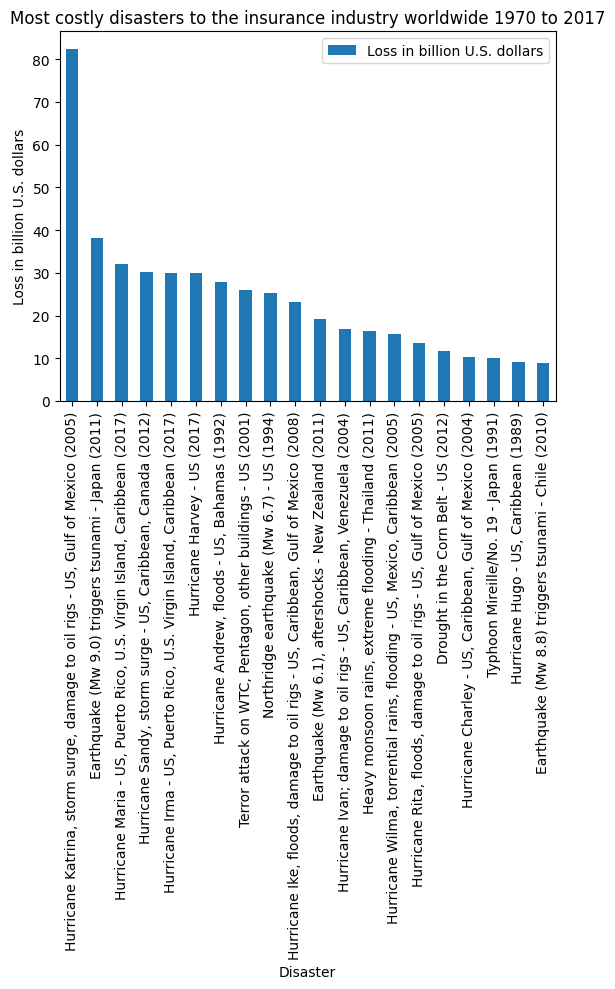 Most costly disasters to the insurance industry worldwide 1970 to 2017
Loss in billion U.S. dollars
Loss in billion U.S. dollars
80
70
60
50
40
30
20
10
0
Hurricane Katrina, storm surge, damage to oil rigs - US, Gulf of Mexico (2005)
Earthquake (Mw 9.0) triggers tsunami - Japan (2011)
Hurricane Maria - US, Puerto Rico, U.S. Virgin Island, Caribbean (2017)
Hurricane Sandy, storm surge - US, Caribbean, Canada (2012)
Hurricane Irma - US, Puerto Rico, U.S. Virgin Island, Caribbean (2017)
Hurricane Harvey - US (2017)
Hurricane Andrew, floods - US, Bahamas (1992)
Terror attack on WTC, Pentagon, other buildings - US (2001)
Northridge earthquake (Mw 6.7) - US (1994)
Hurricane Ike, floods, damage to oil rigs - US, Caribbean, Gulf of Mexico (2008)
Earthquake (Mw 6.1), aftershocks - New Zealand (2011)
Hurricane Ivan; damage to oil rigs - US, Caribbean, Venezuela (2004)
Heavy monsoon rains, extreme flooding - Thailand (2011)
Hurricane Wilma, torrential rains, flooding - US, Mexico, Caribbean (2005)
Hurricane Rita, floods, damage to oil rigs - US, Gulf of Mexico (2005)
Drought in the Corn Belt - US (2012)
Hurricane Charley - US, Caribbean, Gulf of Mexico (2004)
Typhoon Mireille/No. 19 - Japan (1991)
Hurricane Hugo - US, Caribbean (1989)
Earthquake (Mw 8.8) triggers tsunami - Chile (2010)
Disaster